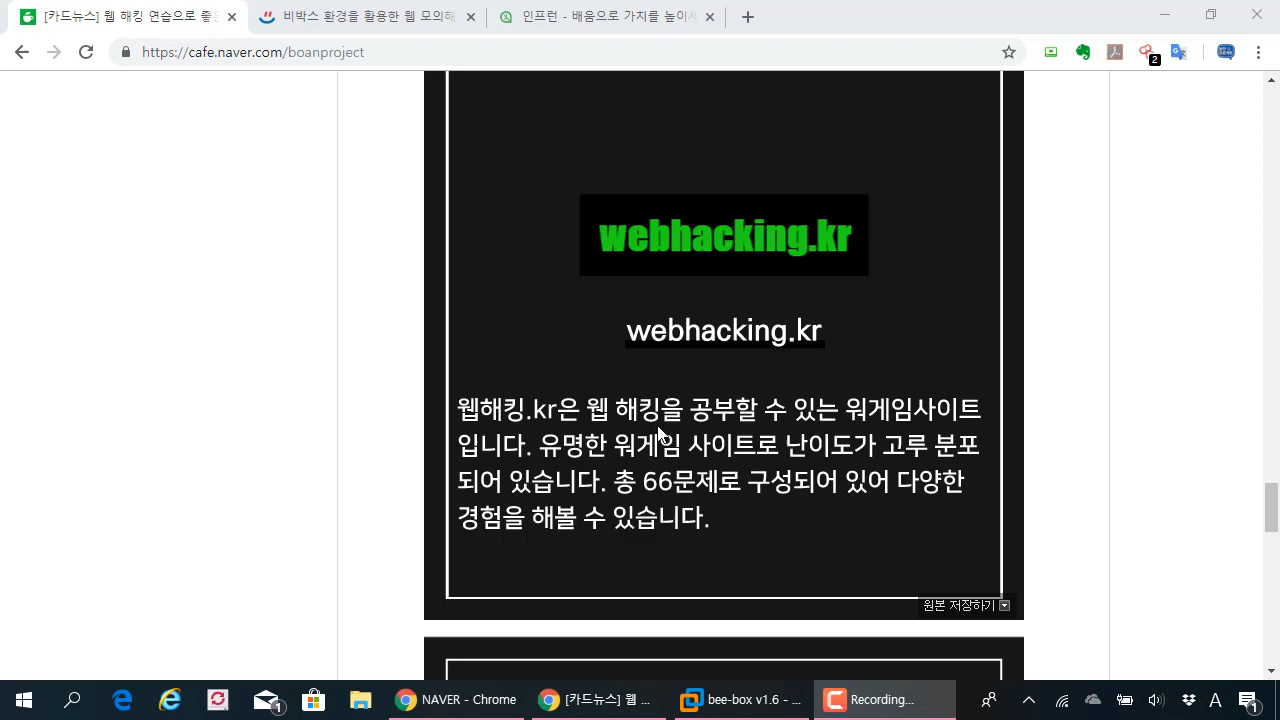 [카드뉴스] 웹 해킹 연습으로 좋은
비박스 환경을 활용한 웹 모의해
인프런 - 배움으로 가치를 높이세
https://cafe.naver.com/boanproject
2
webhacking.kr
webhacking.kr
웹해킹.kr은 웹 해킹을 공부할 수 있는 워게임사이트
입니다. 유명한 워게임 사이트로 난이도가 고루 분포
되어 있습니다. 총 66문제로 구성되어 있어 다양한
경험을 해볼 수 있습니다.
원본 저장하기
1
NAVER - Chrome
[카드뉴스] 웹 ...
bee-box v1.6 - ...
Recording...
A
1